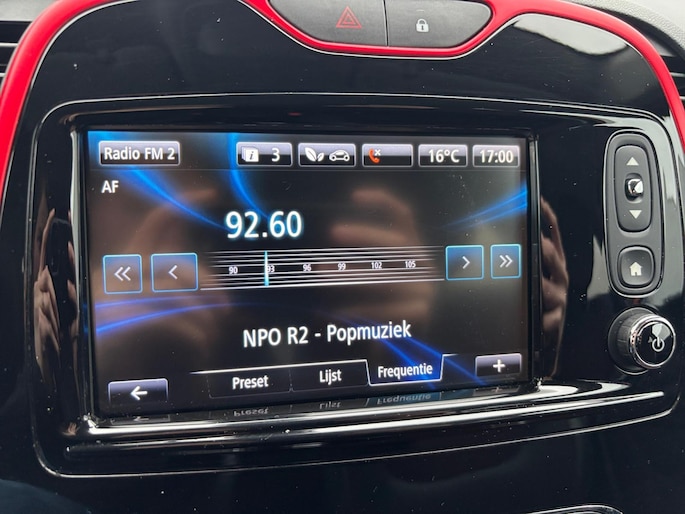 Radio FM 2
3
16°C
17:00
AF
92.60
90 93 96 99 102 105
NPO R2 - Popmuziek
Preset
Lijst
Frequentie
+